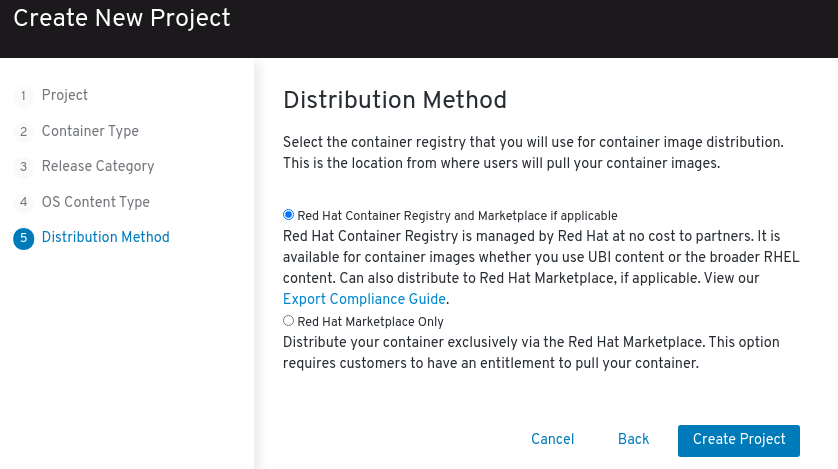 Create New Project
1 Project
2 Container Type
3 Release Category
4 OS Content Type
5 Distribution Method
Distribution Method
Select the container registry that you will use for container image distribution.
This is the location from where users will pull your container images.
Red Hat Container Registry and Marketplace if applicable
Red Hat Container Registry is managed by Red Hat at no cost to partners. It is
available for container images whether you use UBI content or the broader RHEL
content. Can also distribute to Red Hat Marketplace, if applicable. View our
Export Compliance Guide.
Red Hat Marketplace Only
Distribute your container exclusively via the Red Hat Marketplace. This option
requires customers to have an entitlement to pull your container.
Cancel Back Create Project